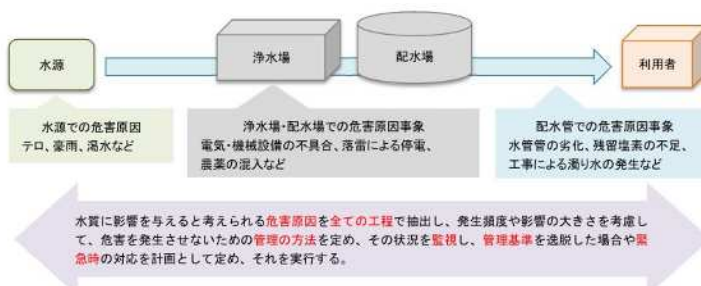 水源
浄水場
配水場
利用者
水源での危害原因
テロ、豪雨、渇水など
浄水場・配水場での危害原因事象
電気・機械設備の不具合、落雷による停電、
農薬の混入など
配水管での危害原因事象
水管管の劣化、残留塩素の不足、
工事による濁り水の発生など
水質に影響を与えると考えられる危害原因を全ての工程で抽出し、発生頻度や影響の大きさを考慮し
て、危害を発生させないための管理の方法を定め、その状況を監視し、管理基準を逸脱した場合や緊
急時の対応を計画として定め、それを実行する。